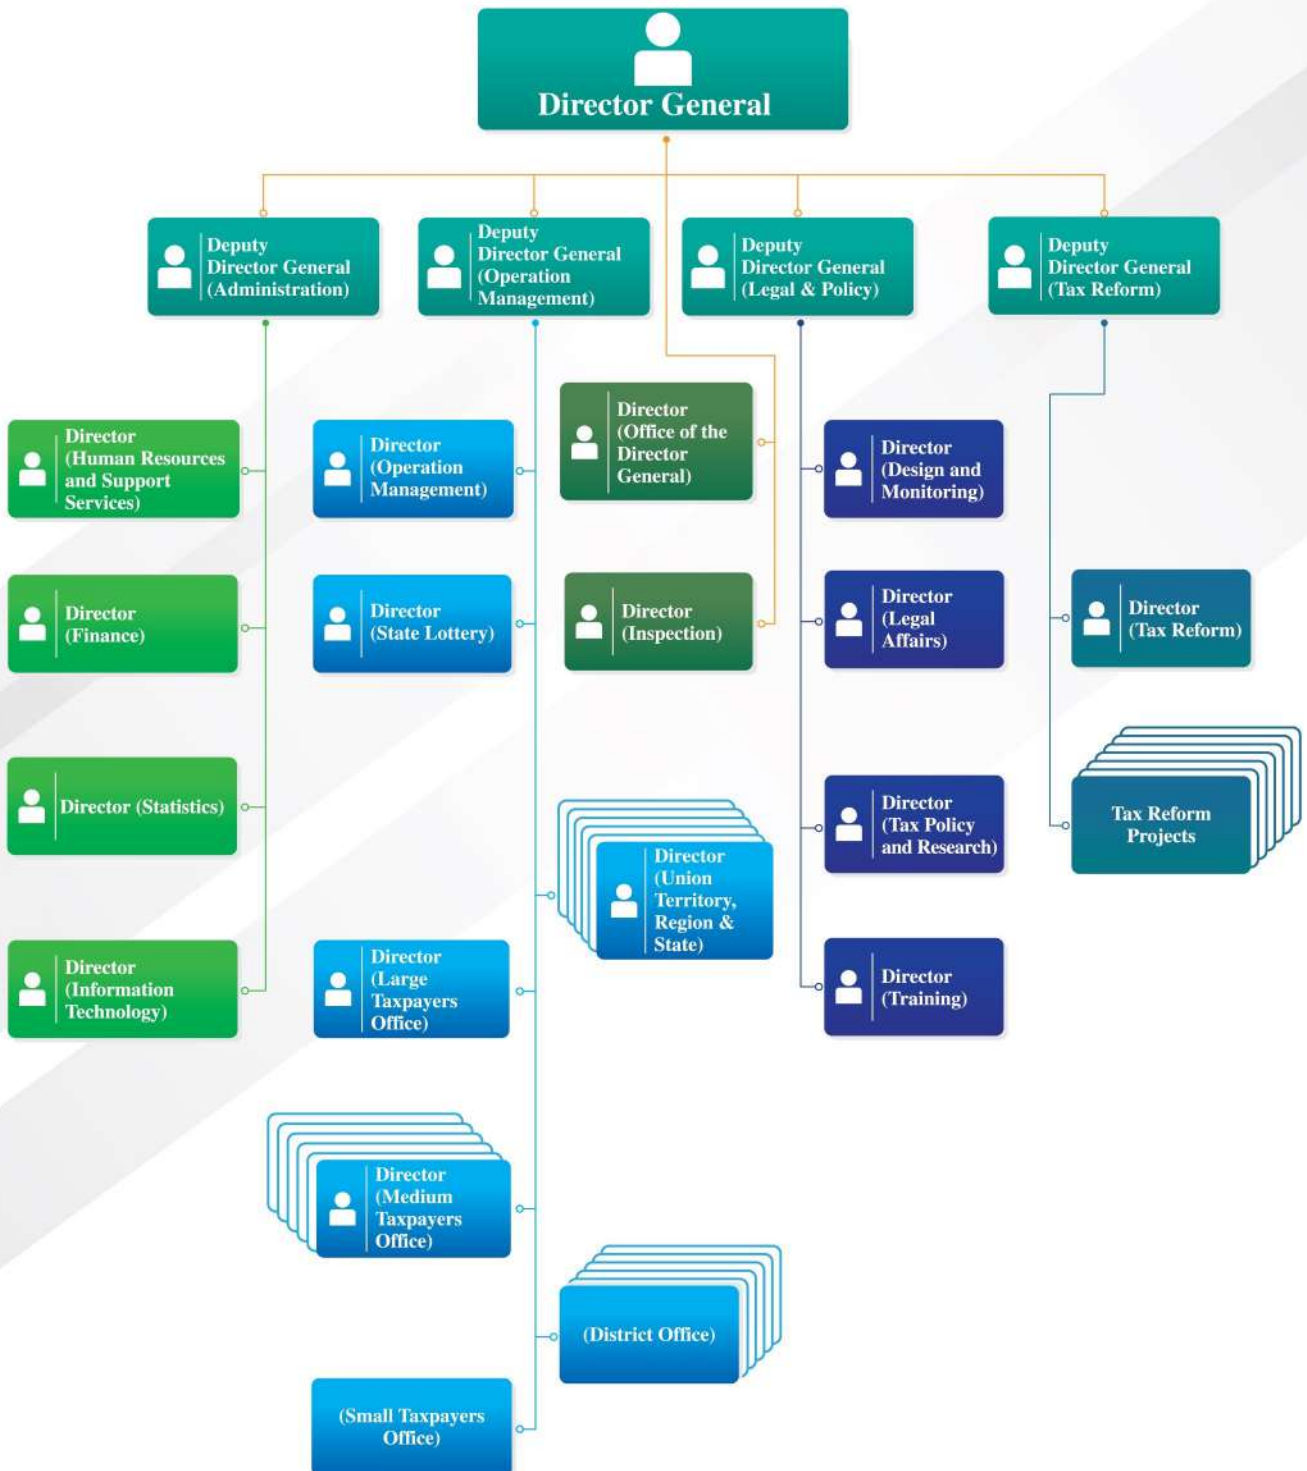 Director General
Deputy
Director General
(Administration)
Deputy
Director General
(Operation
Management)
Deputy
Director General
(Legal & Policy)
Deputy
Director General
(Tax Reform)
Director
(Human Resources
and Support
Services)
Director
(Operation
Management)
Director
(Office of the
Director
General)
Director
(Design and
Monitoring)
Director
(Finance)
Director
(State Lottery)
Director
(Inspection)
Director
(Legal
Affairs)
Director
(Tax Reform)
Director (Statistics)
Director
(Union
Territory,
Region &
State)
Director
(Tax Policy
and Research)
Tax Reform
Projects
Director
(Information
Technology)
Director
(Large
Taxpayers
Office)
Director
(Training)
Director
(Medium
Taxpayers
Office)
(District Office)
(Small Taxpayers
Office)